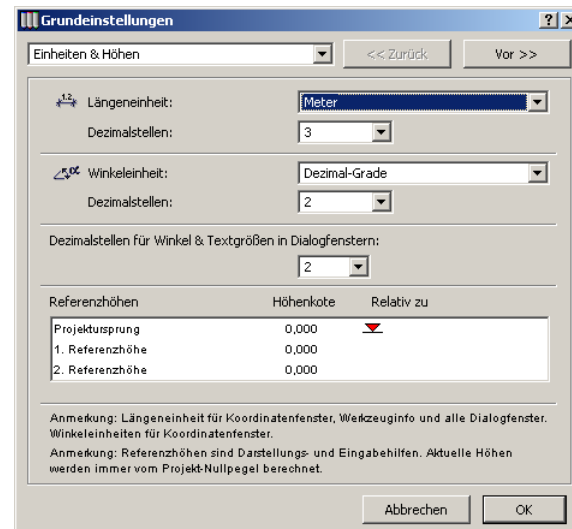 Grundeinstellungen
Einheiten & Höhen
<< Zurück
Vor >>
1.2
Längeneinheit:
Meter
Dezimalstellen:
3
α Winkeleinheit:
Dezimal-Grade
Dezimalstellen:
2
Dezimalstellen für Winkel & Textgrößen in Dialogfenstern:
2
Referenzhöhen Höhenkote Relativ zu
Projektursprung 0,000
1. Referenzhöhe 0,000
2. Referenzhöhe 0,000
Anmerkung: Längeneinheit für Koordinatenfenster, Werkzeuginfo und alle Dialogfenster.
Winkeleinheiten für Koordinatenfenster.
Anmerkung: Referenzhöhen sind Darstellungs- und Eingabehilfen. Aktuelle Höhen
werden immer vom Projekt-Nullpegel berechnet.
Abbrechen
OK